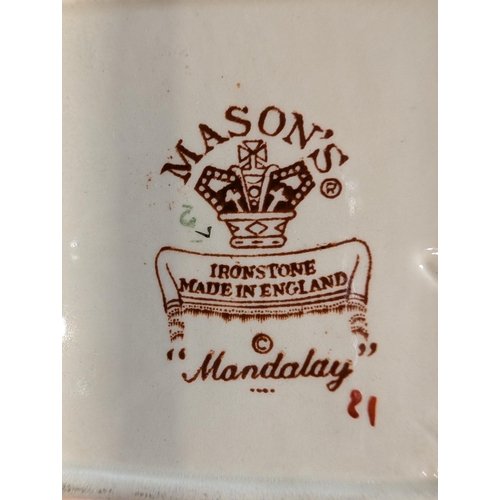 MASON'S
®
IRONSTONE
MADE IN ENGLAND
©
"Mandalay"